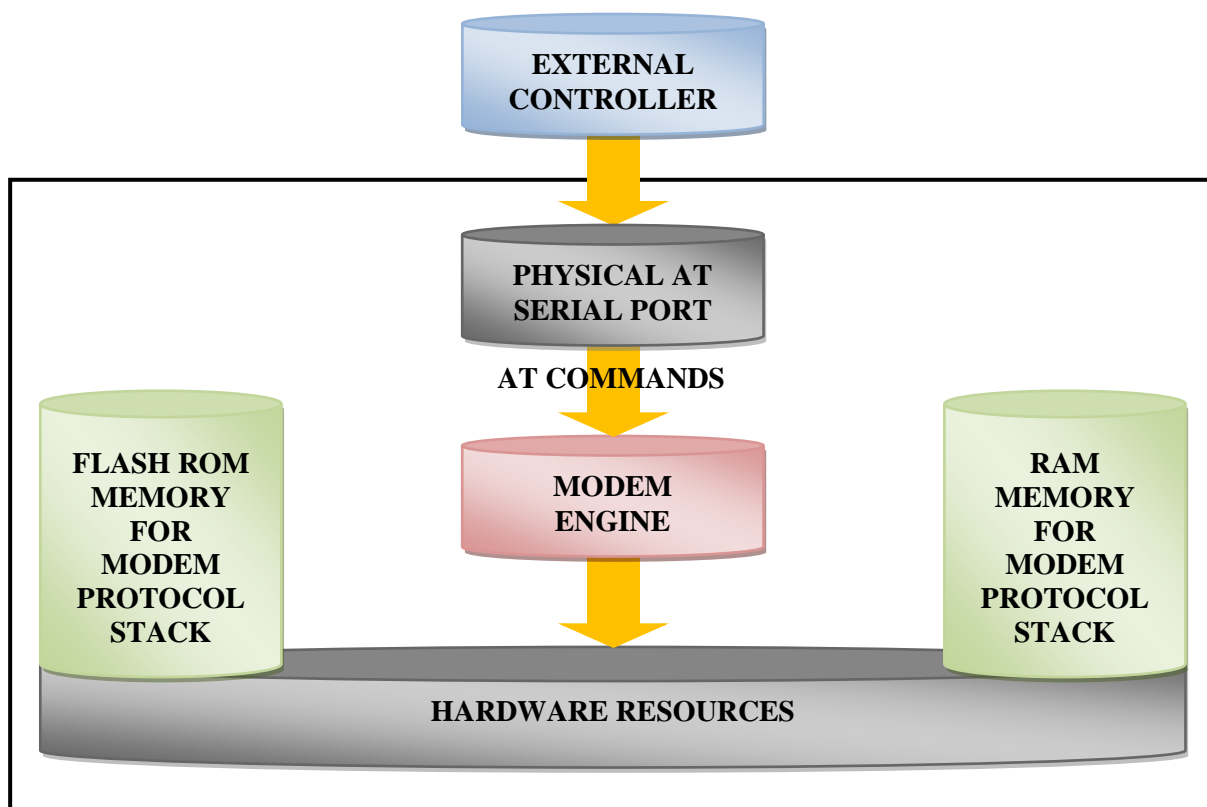 EXTERNAL
CONTROLLER
PHYSICAL AT
SERIAL PORT
AT COMMANDS
FLASH ROM
MEMORY
FOR
MODEM
PROTOCOL
STACK
MODEM
ENGINE
RAM
MEMORY
FOR
MODEM
PROTOCOL
STACK
HARDWARE RESOURCES